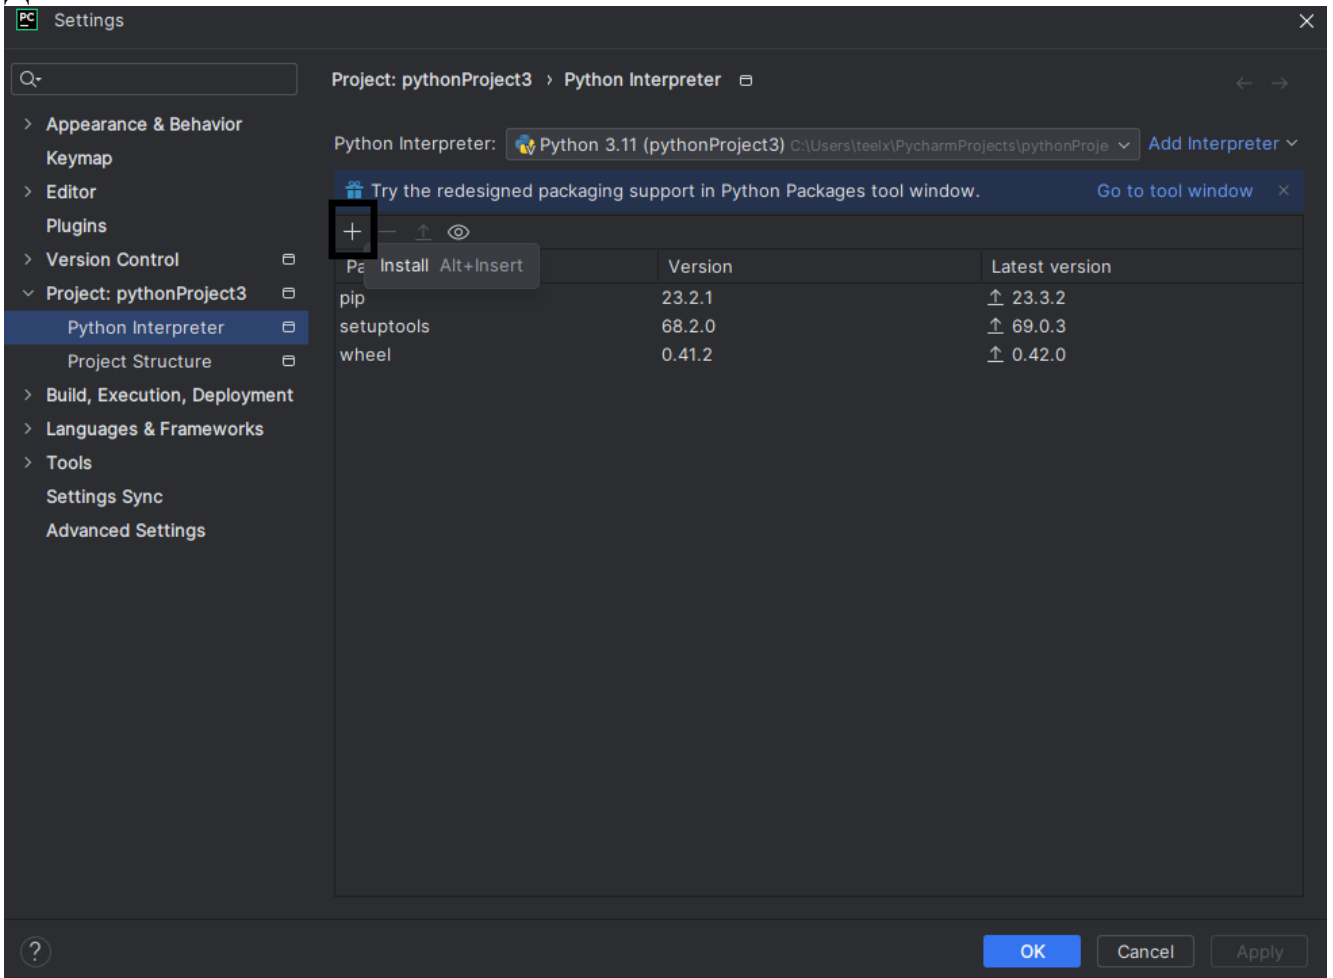 PC Settings
Project: pythonProject3 › Python Interpreter
Appearance & Behavior
Keymap
Editor
Plugins
Version Control
Project: pythonProject3
Python Interpreter
Project Structure
Build, Execution, Deployment
Languages & Frameworks
Tools
Settings Sync
Advanced Settings
Python Interpreter: Python 3.11 (pythonProject3) C:\Users\teelx\PycharmProjects\pythonProje Add Interpreter
Try the redesigned packaging support in Python Packages tool window. Go to tool window
Install Alt+Insert
Pa Version Latest version
pip 23.2.1 23.3.2
setuptools 68.2.0 69.0.3
wheel 0.41.2 0.42.0
? OK Cancel Apply